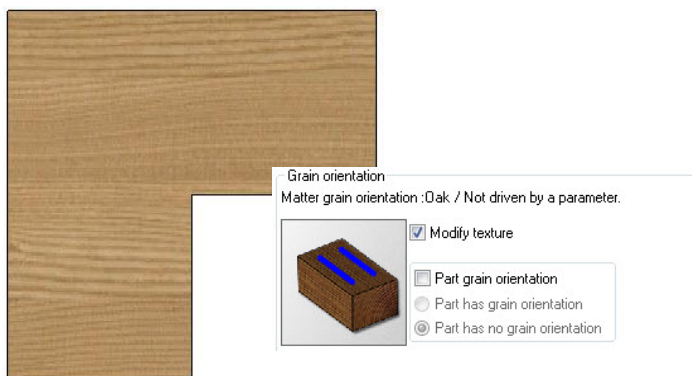 Grain orientation
Matter grain orientation :Oak / Not driven by a parameter.
Modify texture
Part grain orientation
Part has grain orientation
Part has no grain orientation